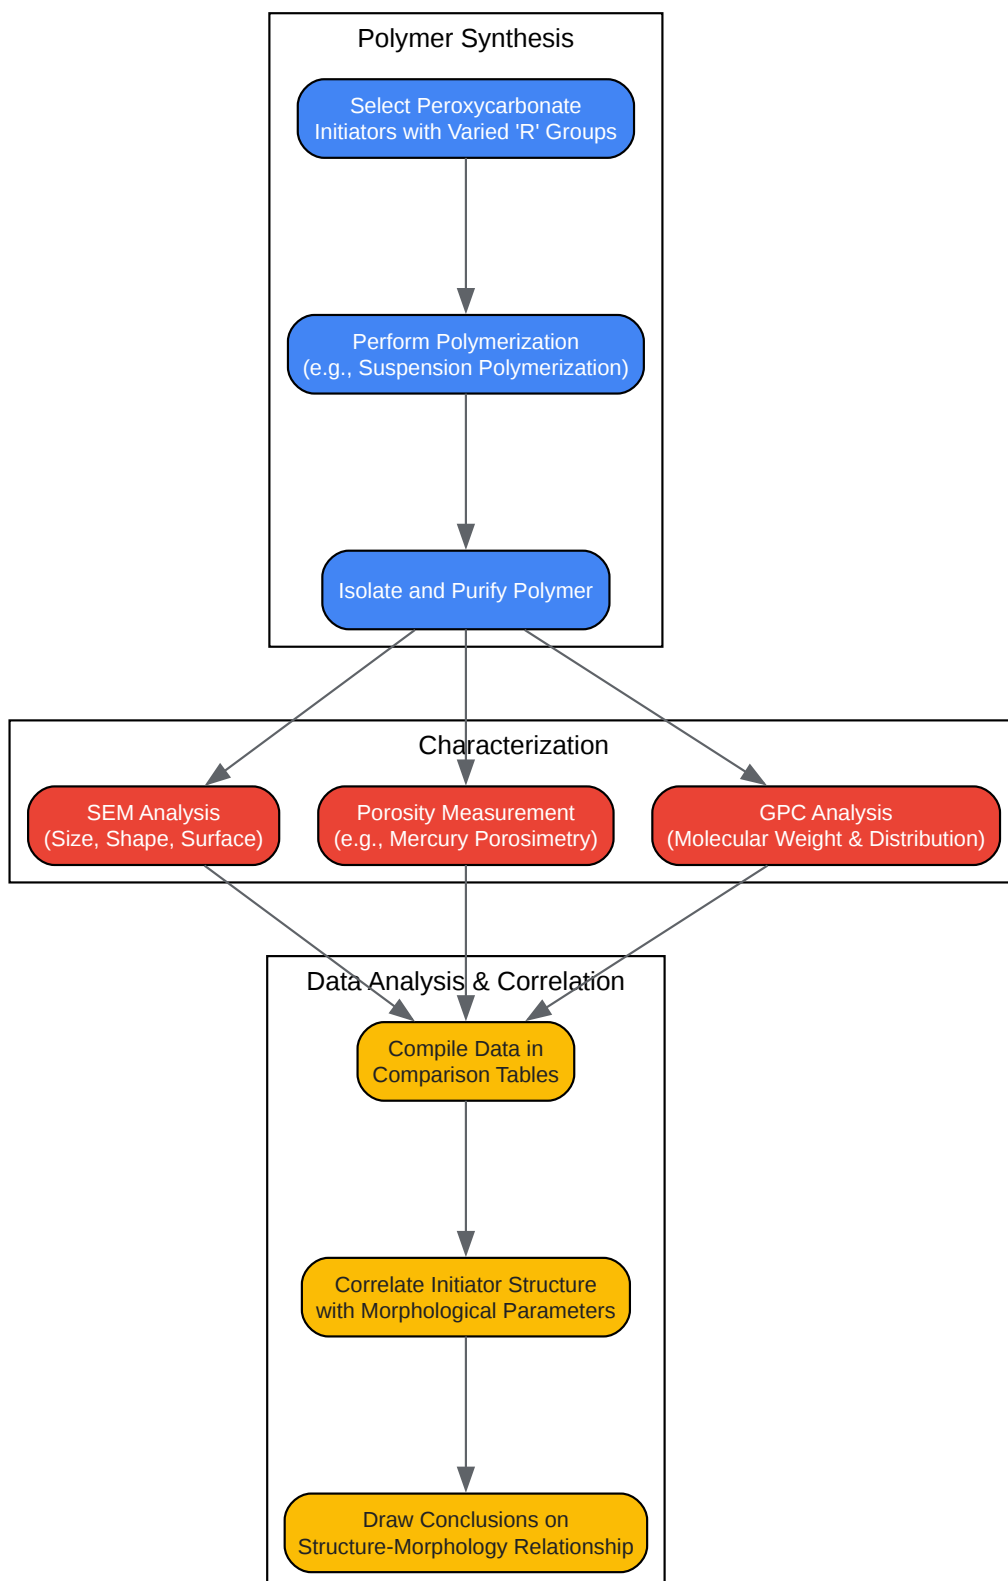 Polymer Synthesis
Select Peroxycarbonate
Initiators with Varied 'R' Groups
Perform Polymerization
(e.g., Suspension Polymerization)
Isolate and Purify Polymer
Characterization
SEM Analysis
(Size, Shape, Surface)
Porosity Measurement
(e.g., Mercury Porosimetry)
GPC Analysis
(Molecular Weight & Distribution)
Data Analysis & Correlation
Compile Data in
Comparison Tables
Correlate Initiator Structure
with Morphological Parameters
Draw Conclusions on
Structure-Morphology Relationship